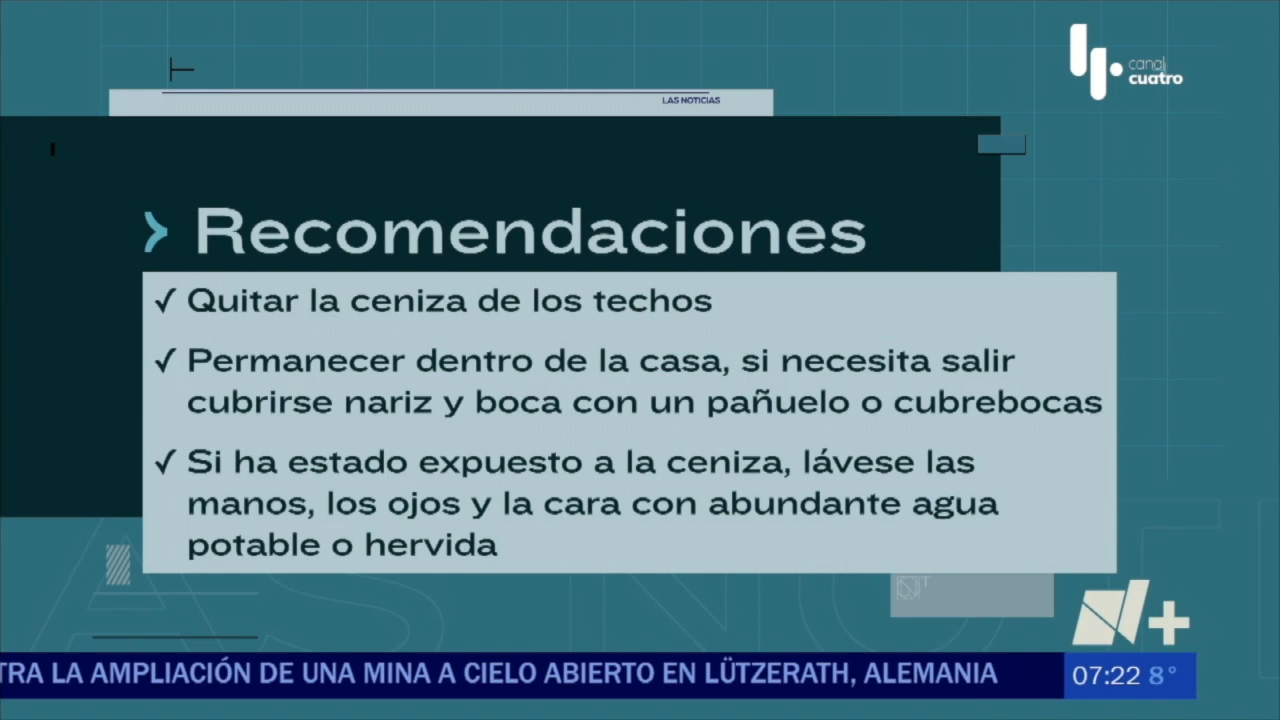 canal
cuatro
LAS NOTICIAS
Recomendaciones
✓ Quitar la ceniza de los techos
✓ Permanecer dentro de la casa, si necesita salir
cubrirse nariz y boca con un pañuelo o cubrebocas
✓ Si ha estado expuesto a la ceniza, lávese las
manos, los ojos y la cara con abundante agua
potable o hervida
N+
TRA LA AMPLIACIÓN DE UNA MINA A CIELO ABIERTO EN LÜTZERATH, ALEMANIA
07:22 8°